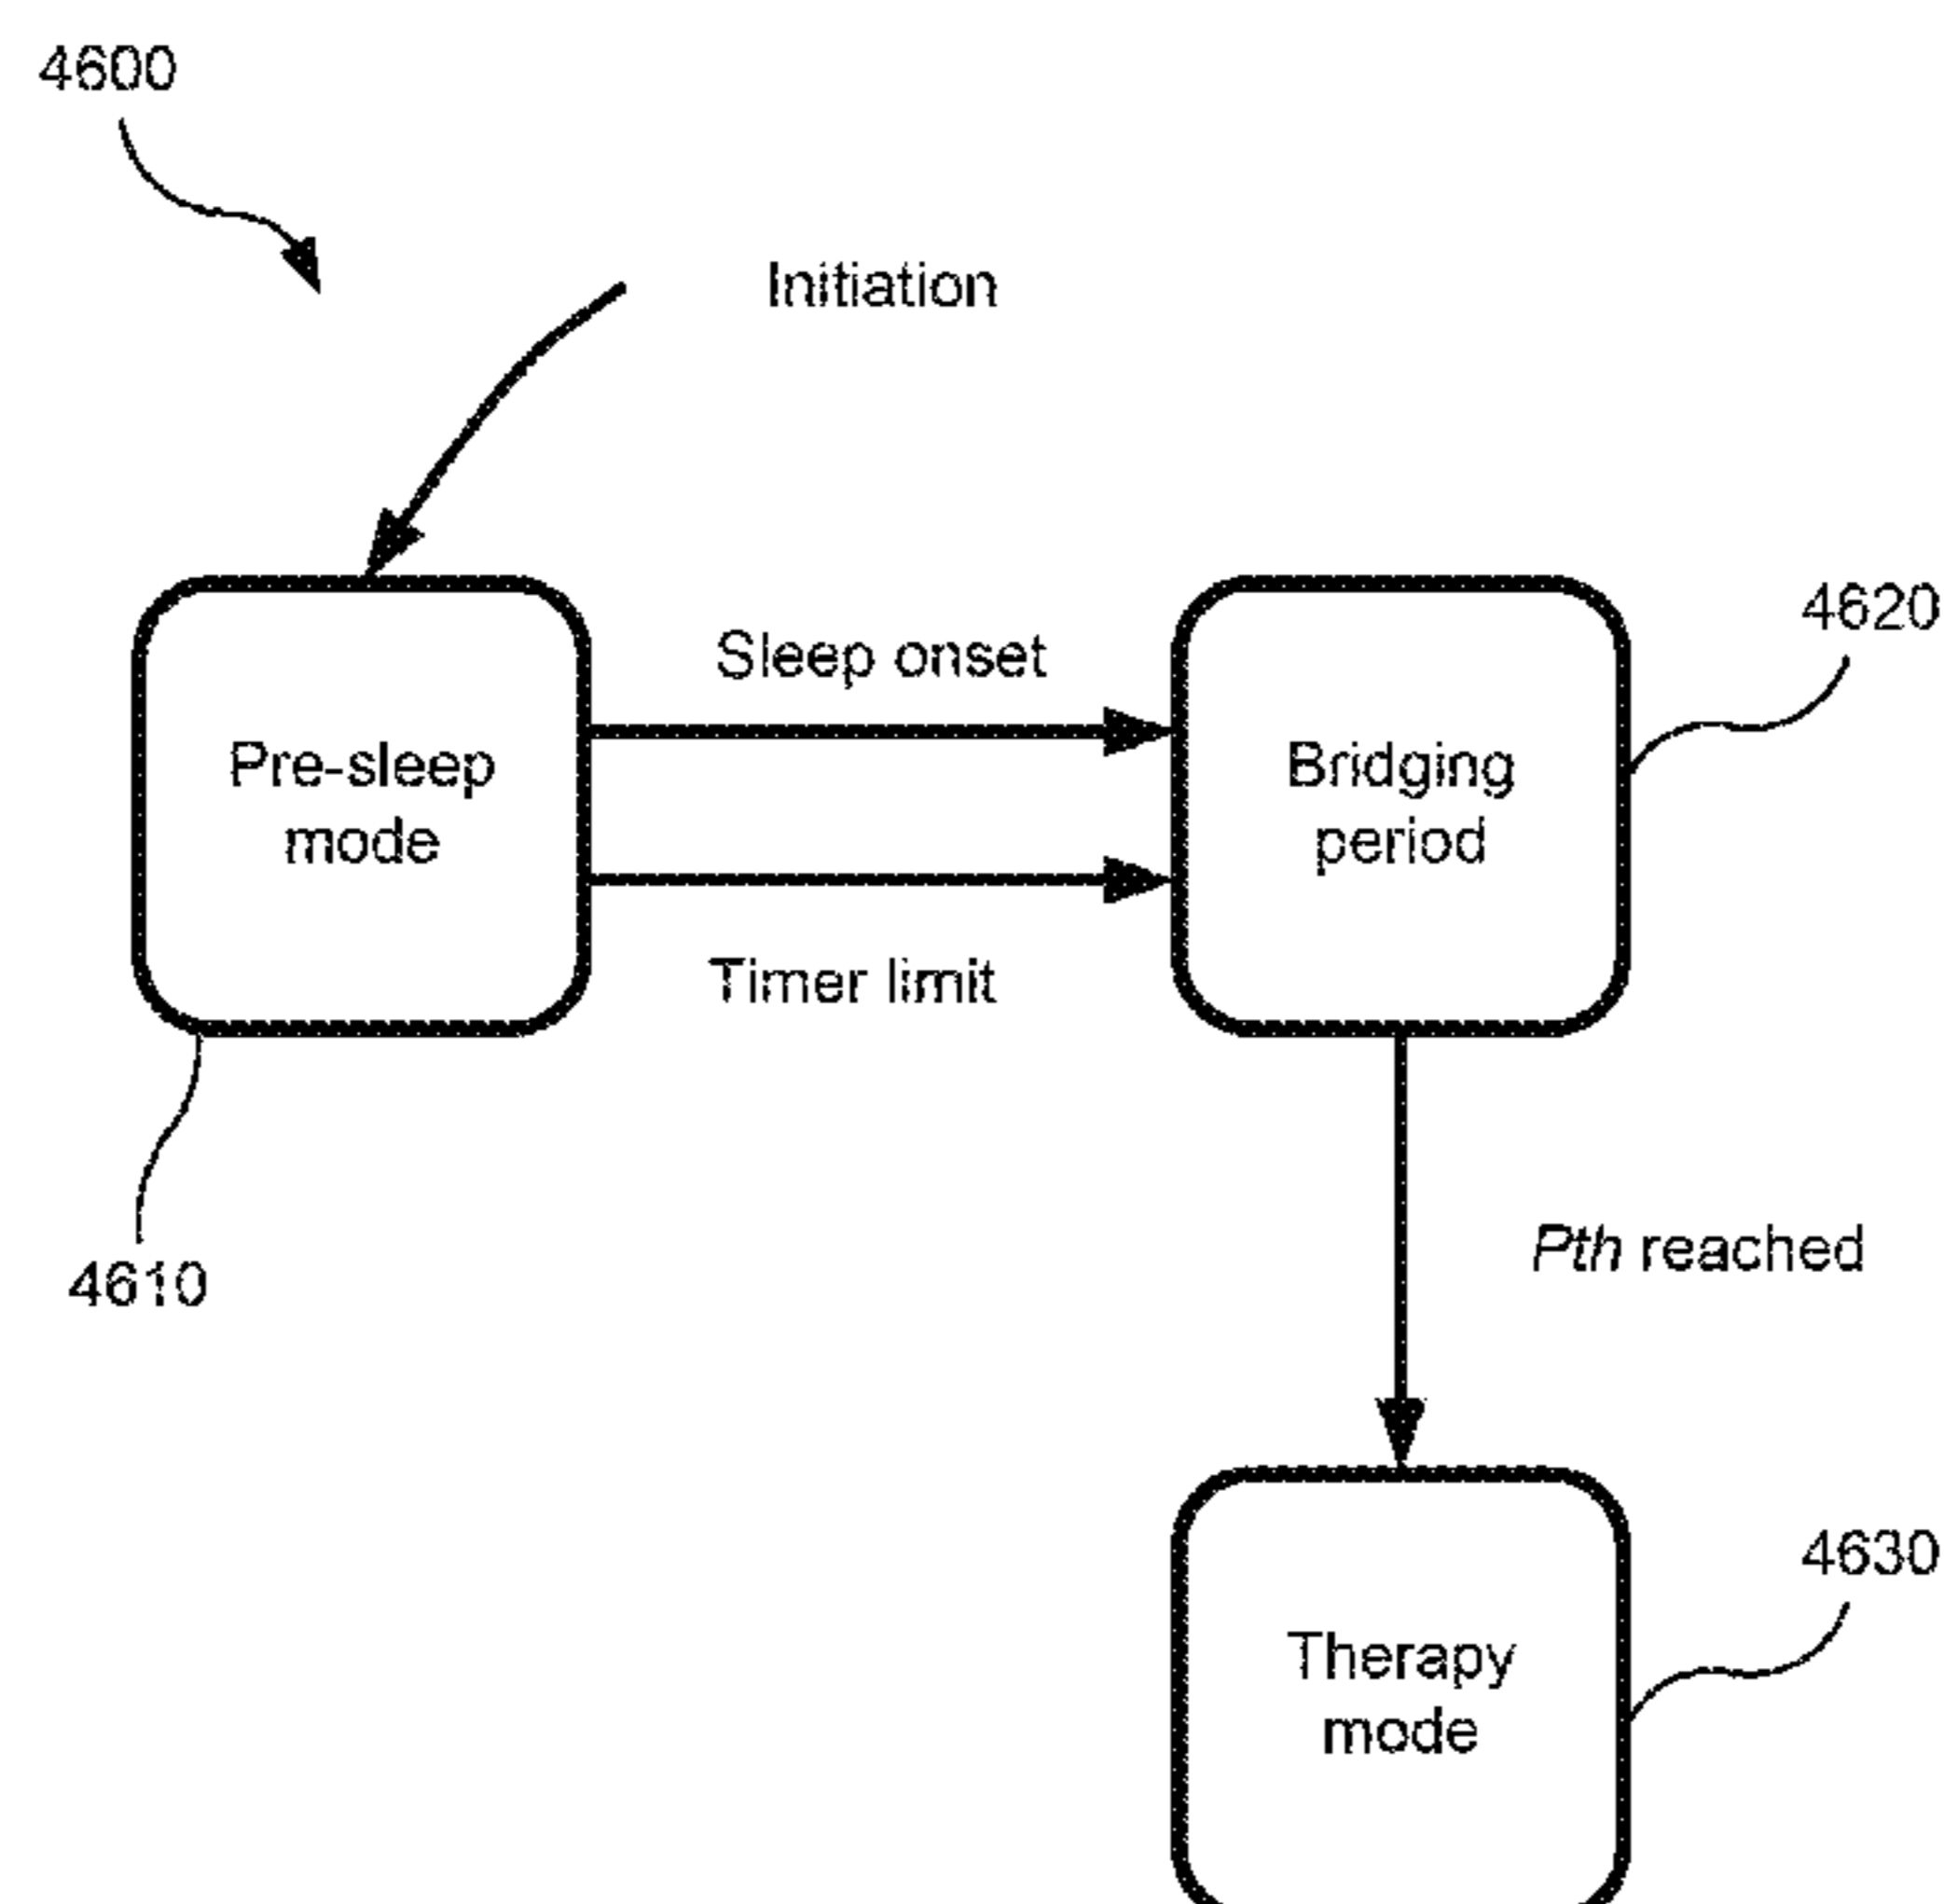 4600
Initiation
Sleep onset
4620
Pre-sleep
mode
Bridging
period
Timer limit
4610
Pth reached
4630
Therapy
mode